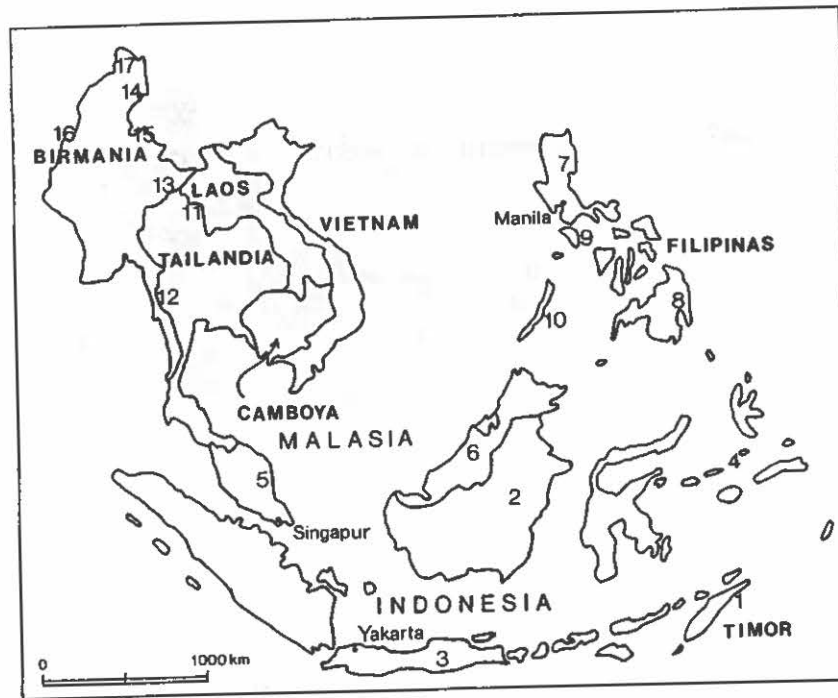 17
14
16
15
BIRMANIA
13
LAOS
11
VIETNAM
TAILANDIA
12
CAMBOYA
7
Manila
9
FILIPINAS
8
10
MALASIA
5
6
2
4
Singapur
INDONESIA
1
TIMOR
Yakarta
3
0
1000 km